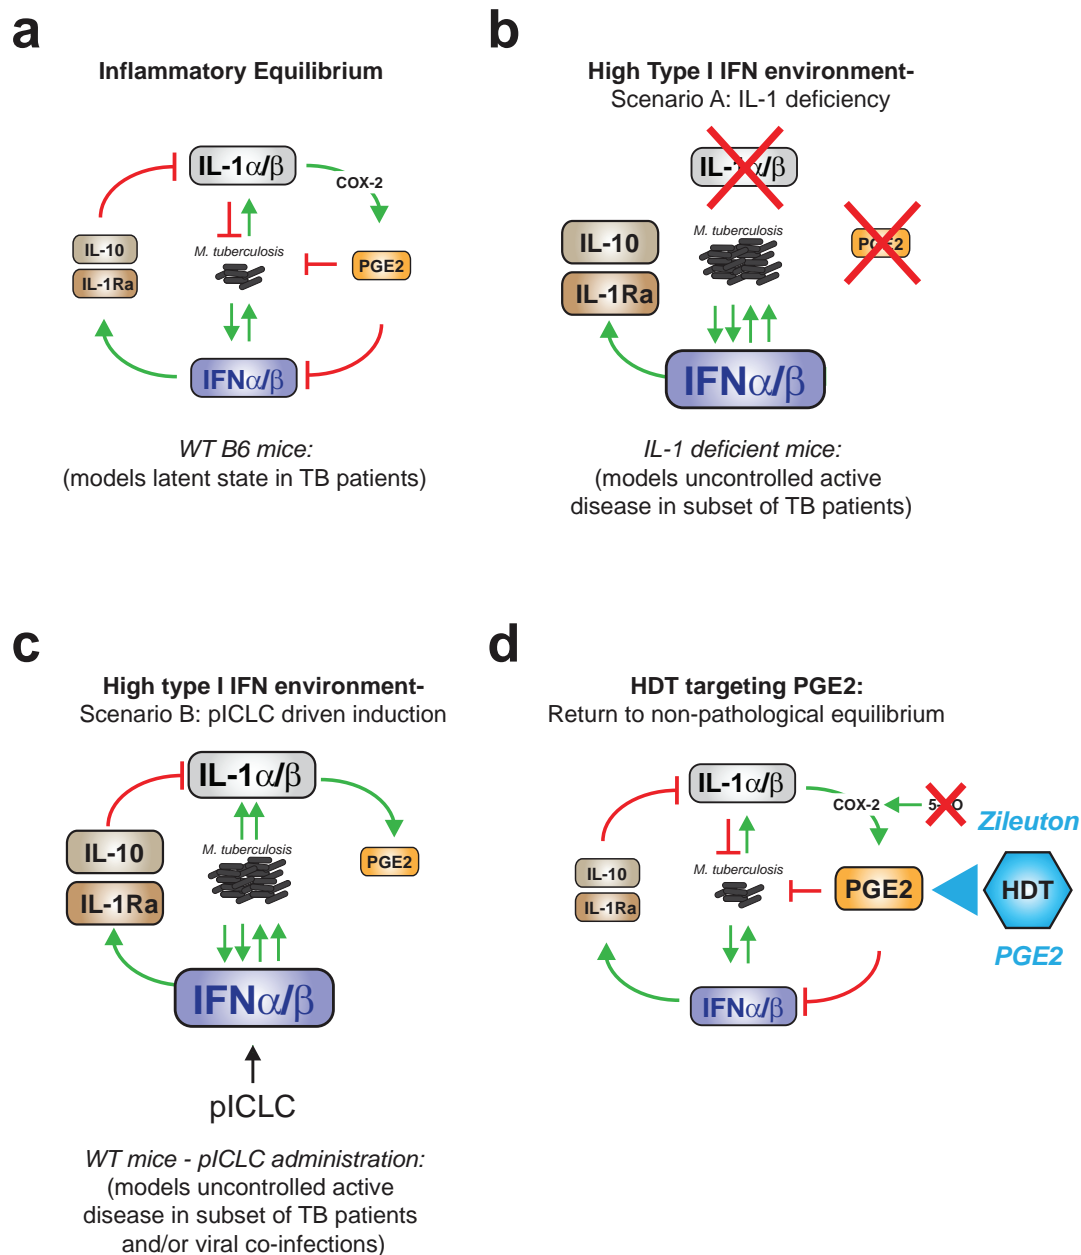 a
Inflammatory Equilibrium
IL-1α/β
COX-2
M. tuberculosis
IL-10
IL-1Ra
PGE2
IFNα/β
WT B6 mice:
(models latent state in TB patients)
b
High Type I IFN environment-
Scenario A: IL-1 deficiency
IL-1α/β
M. tuberculosis
IL-10
IL-1Ra
PGE2
IFNα/β
IL-1 deficient mice:
(models uncontrolled active
disease in subset of TB patients)
c
High type I IFN environment-
Scenario B: pICLC driven induction
IL-1α/β
M. tuberculosis
IL-10
IL-1Ra
PGE2
IFNα/β
pICLC
WT mice - pICLC administration:
(models uncontrolled active
disease in subset of TB patients
and/or viral co-infections)
d
HDT targeting PGE2:
Return to non-pathological equilibrium
IL-1α/β
COX-2
5-LO
Zileuton
M. tuberculosis
IL-10
IL-1Ra
PGE2
HDT
PGE2
IFNα/β